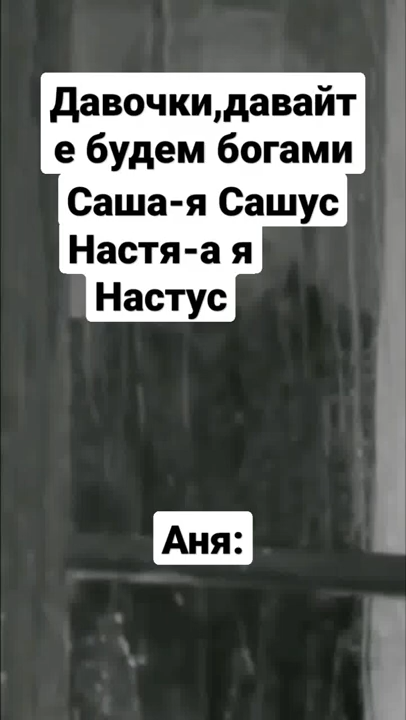 Давочки,давайт
е будем богами
Саша-я Сашус
Настя-а я
Настус
Аня: